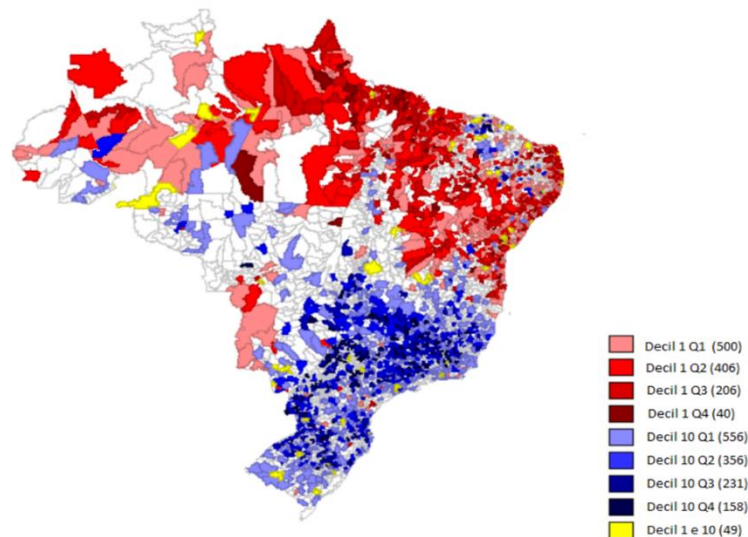 Decil 1 Q1 (500)
Decil 1 Q2 (406)
Decil 1 Q3 (206)
Decil 1 Q4 (40)
Decil 10 Q1 (556)
Decil 10 Q2 (356)
Decil 10 Q3 (231)
Decil 10 Q4 (158)
Decil 1 e 10 (49)